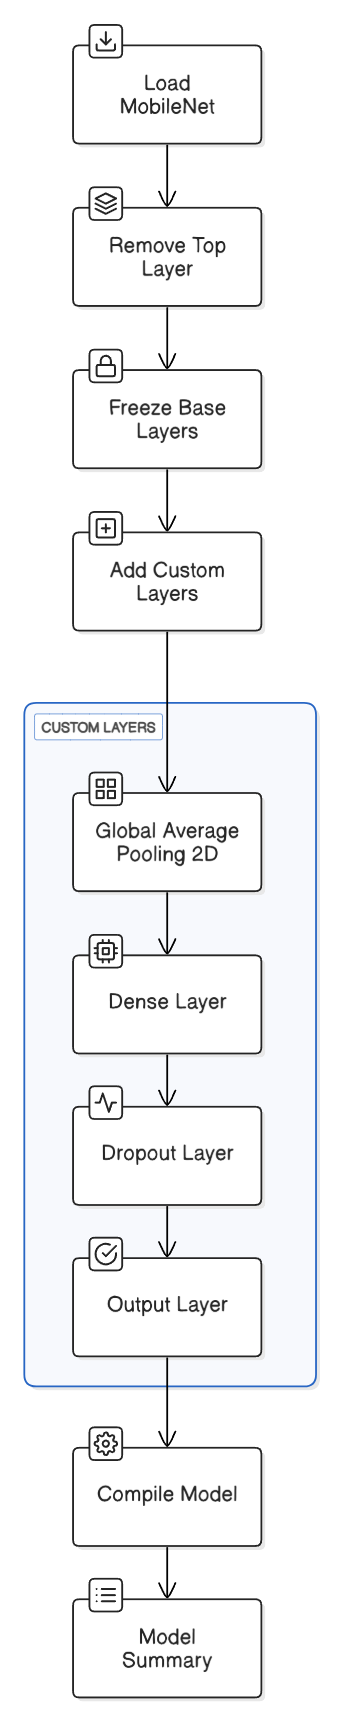 Load
MobileNet
Remove Top
Layer
Freeze Base
Layers
Add Custom
Layers
CUSTOM LAYERS
Global Average
Pooling 2D
Dense Layer
Dropout Layer
Output Layer
Compile Model
Model
Summary